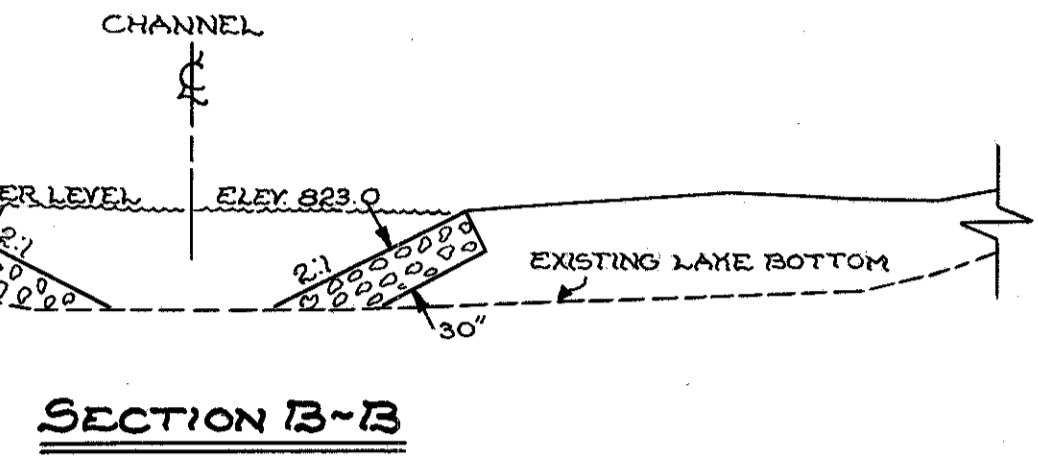 CHANNEL
℄
ER LEVEL ELEV. 823.0
2:1
2:1
EXISTING LAKE BOTTOM
30"
SECTION B~B